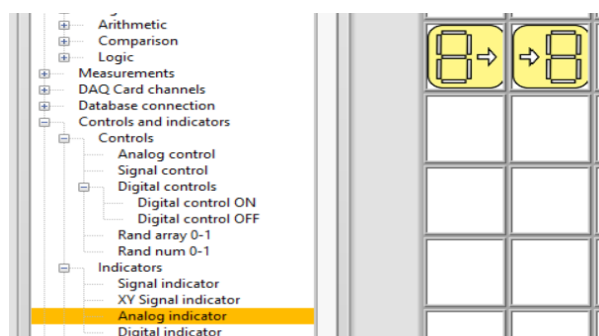 Arithmetic
Comparison
Logic
Measurements
DAQ Card channels
Database connection
Controls and indicators
Controls
Analog control
Signal control
Digital controls
Digital control ON
Digital control OFF
Rand array 0-1
Rand num 0-1
Indicators
Signal indicator
XY Signal indicator
Analog indicator
Digital indicator